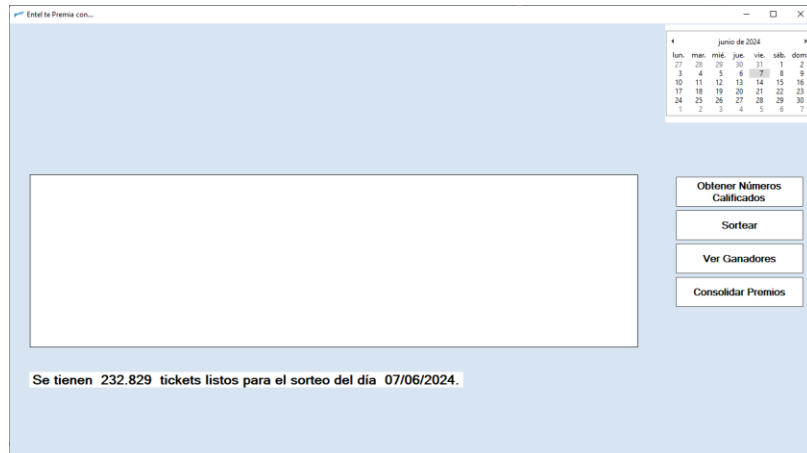 Entel te Premia con...
junio de 2024
lun. mar. mié. jue. vie. sáb. dom
27 28 29 30 31 1 2
3 4 5 6 7 8 9
10 11 12 13 14 15 16
17 18 19 20 21 22 23
24 25 26 27 28 29 30
1 2 3 4 5 6 7
Obtener Números
Calificados
Sortear
Ver Ganadores
Consolidar Premios
Se tienen 232.829 tickets listos para el sorteo del día 07/06/2024.